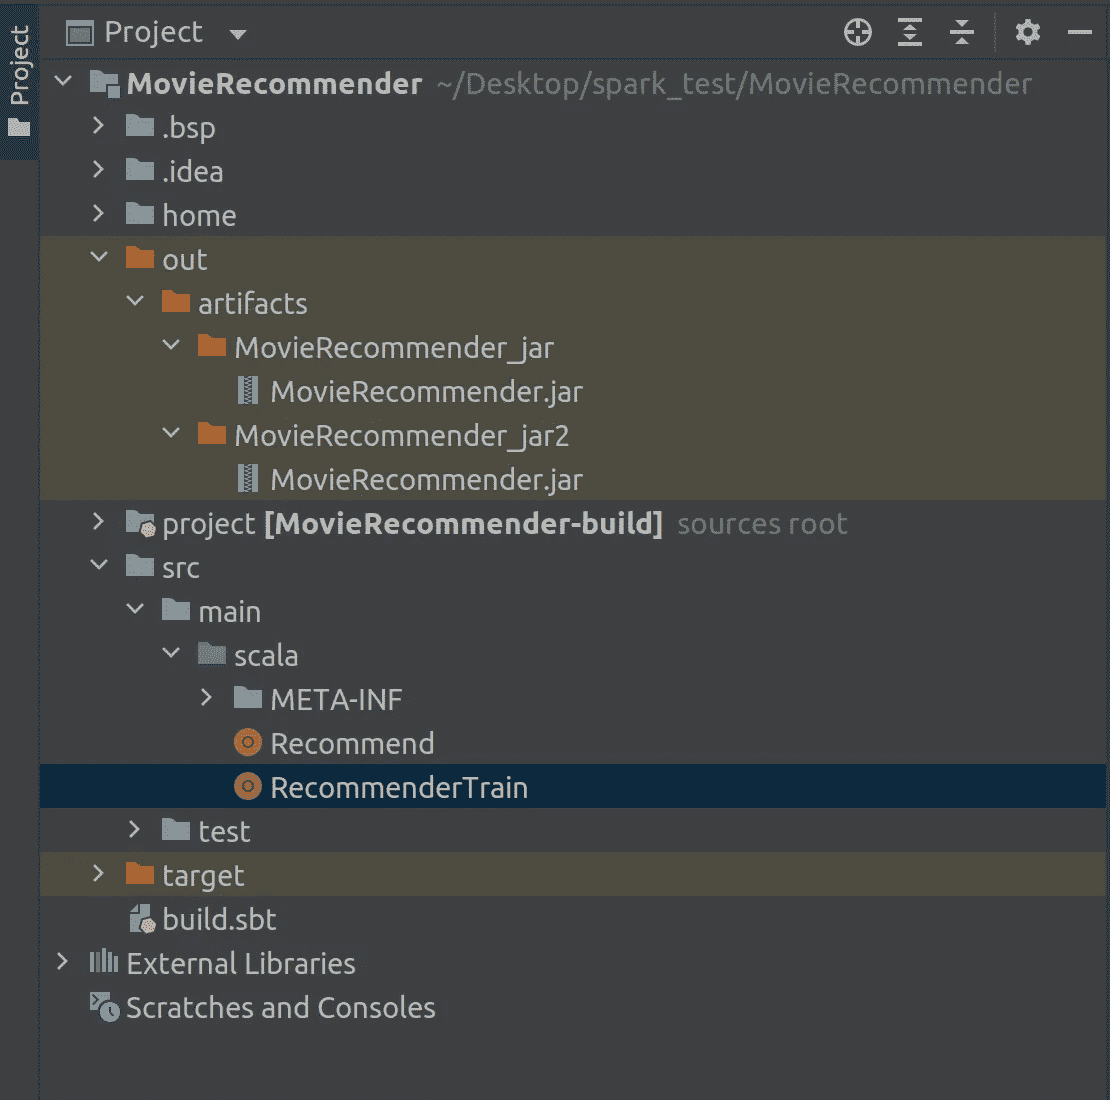 Project
Project
MovieRecommender ~/Desktop/spark_test/MovieRecommender
.bsp
.idea
home
out
artifacts
MovieRecommender_jar
MovieRecommender.jar
MovieRecommender_jar2
MovieRecommender.jar
project [MovieRecommender-build] sources root
src
main
scala
META-INF
Recommend
RecommenderTrain
test
target
build.sbt
External Libraries
Scratches and Consoles